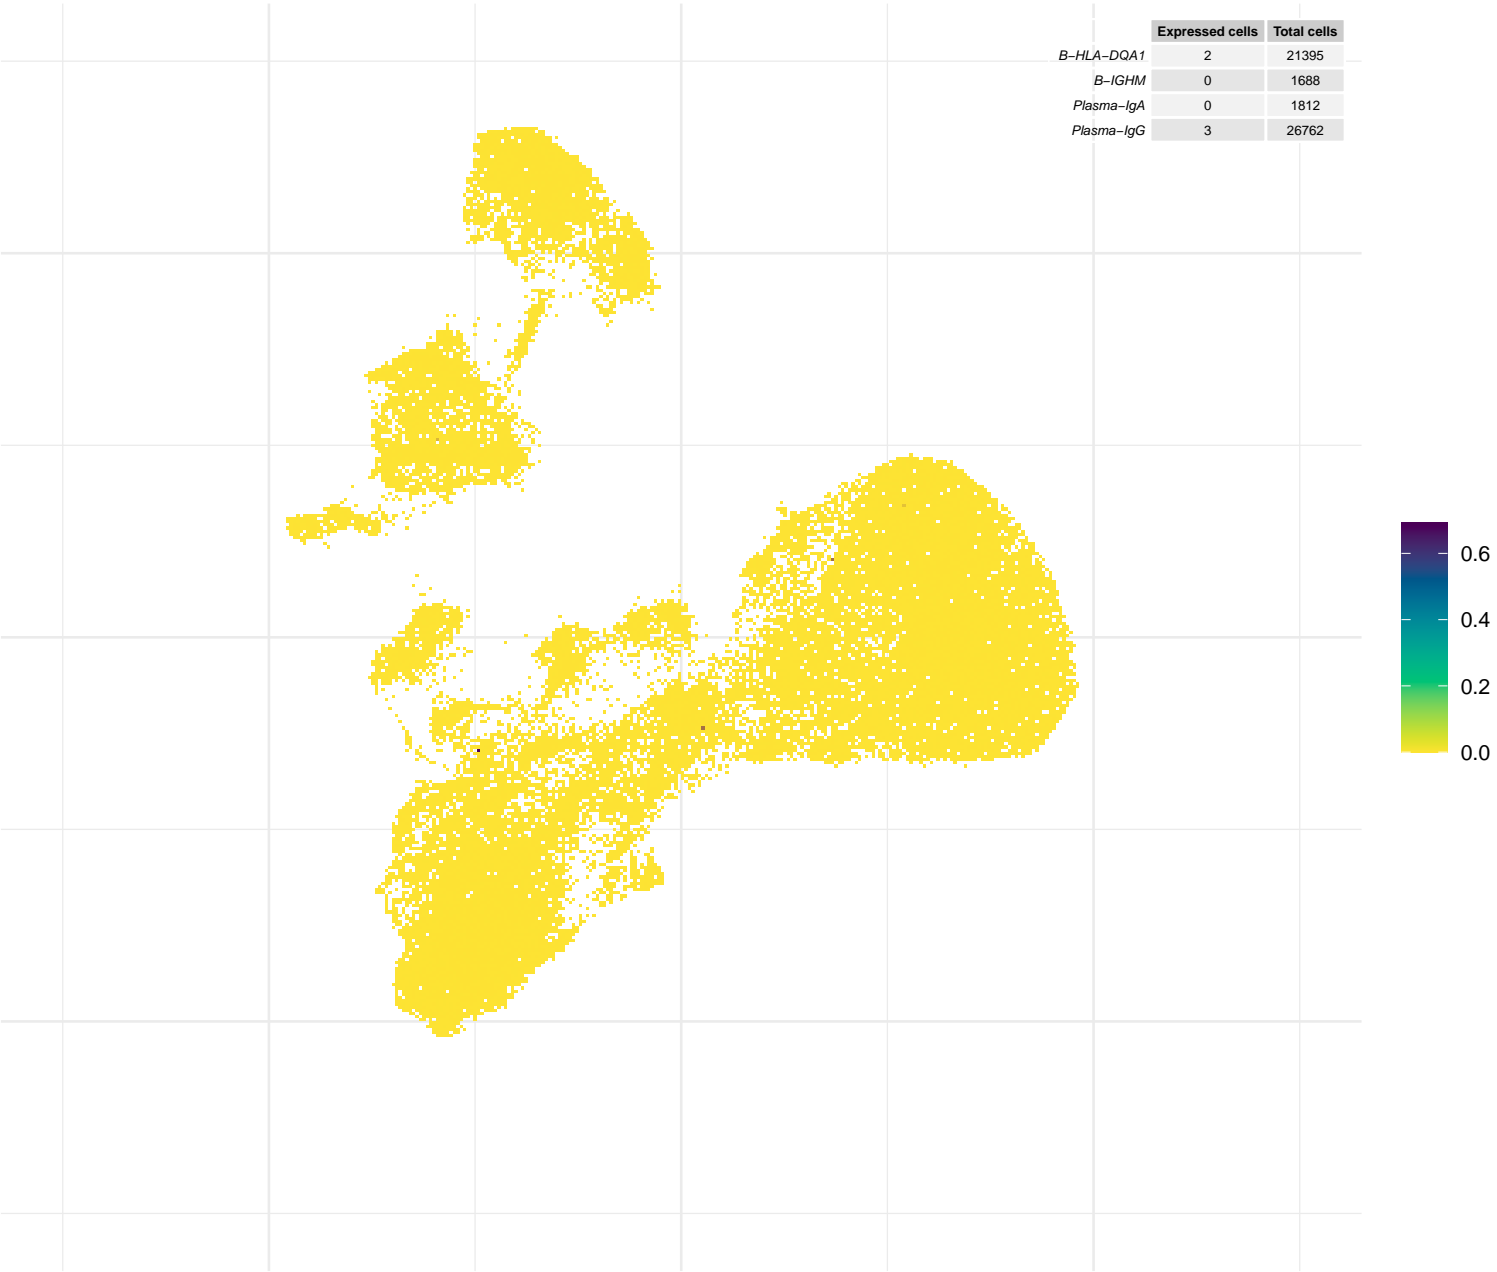 Expressed cells Total cells
B−HLA−DQA1 2 21395
B−IGHM 0 1688
Plasma−IgA 0 1812
Plasma−IgG 3 26762
0.6
0.4
0.2
0.0